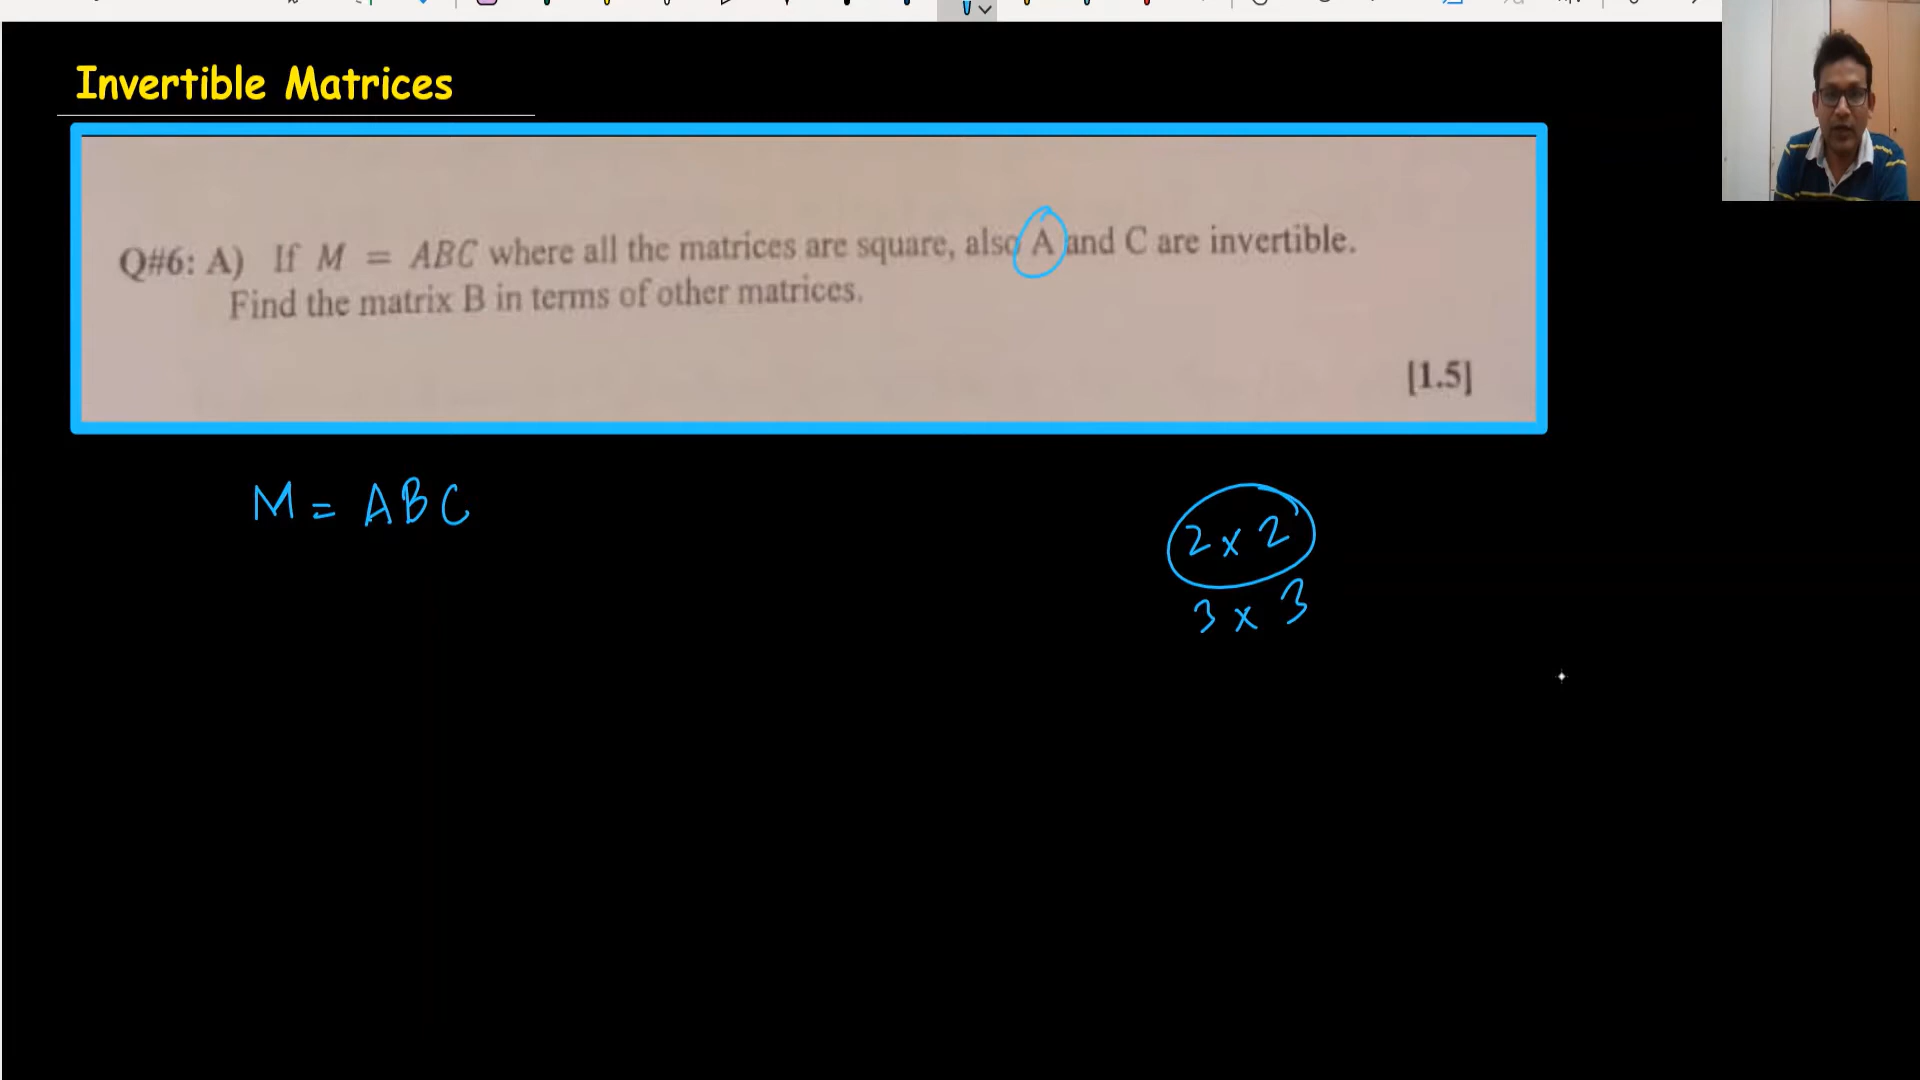 Invertible Matrices
Q#6: A) If M = ABC where all the matrices are square, also A and C are invertible.
Find the matrix B in terms of other matrices.
[1.5]
M = ABC
2 x 2
3 x 3